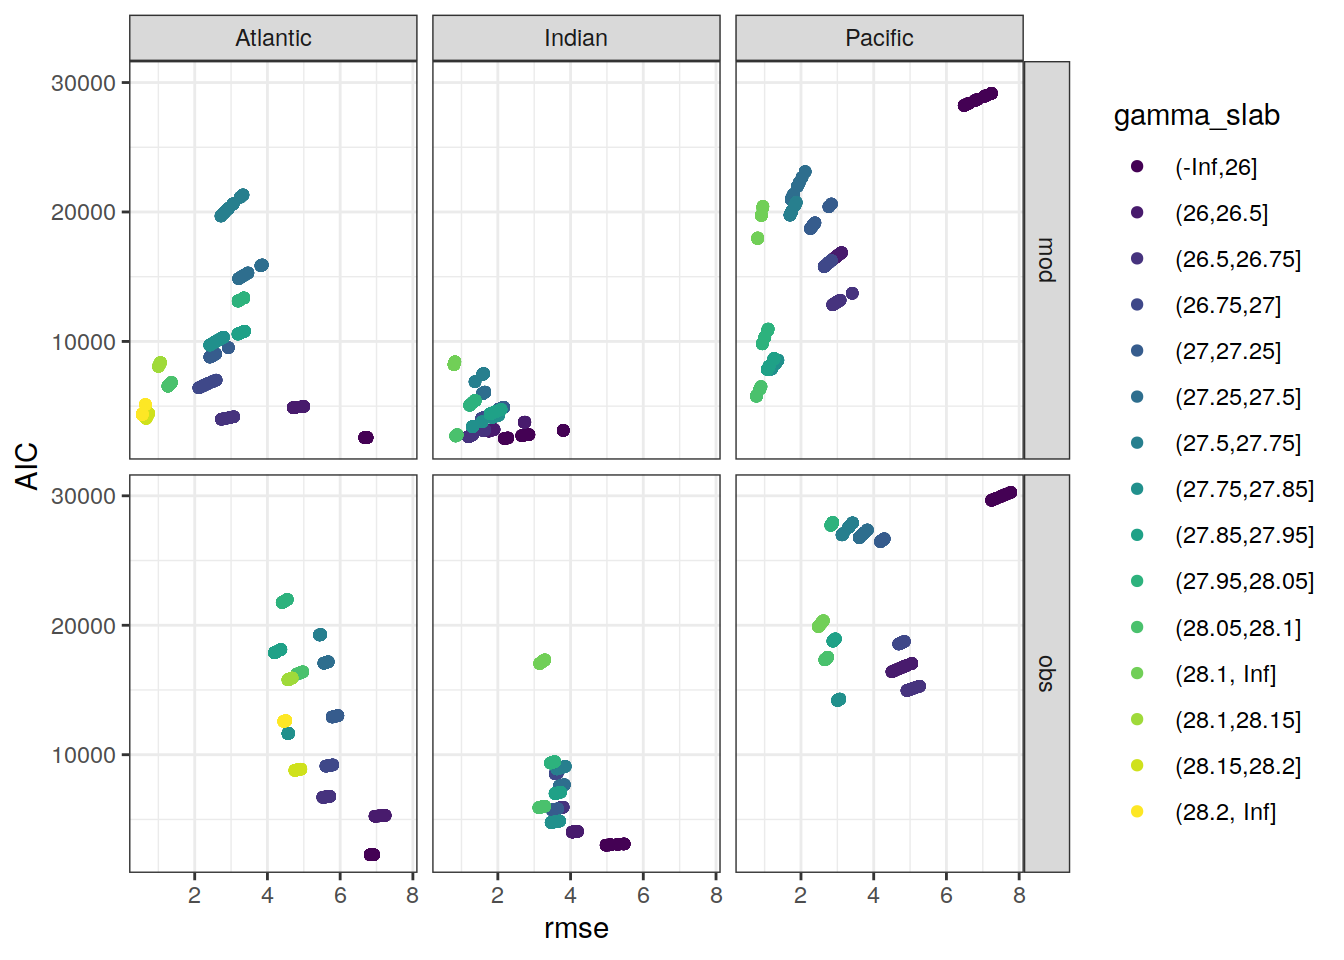 Atlantic Indian Pacific
30000
20000
10000
mod
30000
20000
10000
obs
AIC
2 4 6 8 2 4 6 8 2 4 6 8
rmse
gamma_slab
(-Inf,26]
(26,26.5]
(26.5,26.75]
(26.75,27]
(27,27.25]
(27.25,27.5]
(27.5,27.75]
(27.75,27.85]
(27.85,27.95]
(27.95,28.05]
(28.05,28.1]
(28.1, Inf]
(28.1,28.15]
(28.15,28.2]
(28.2, Inf]